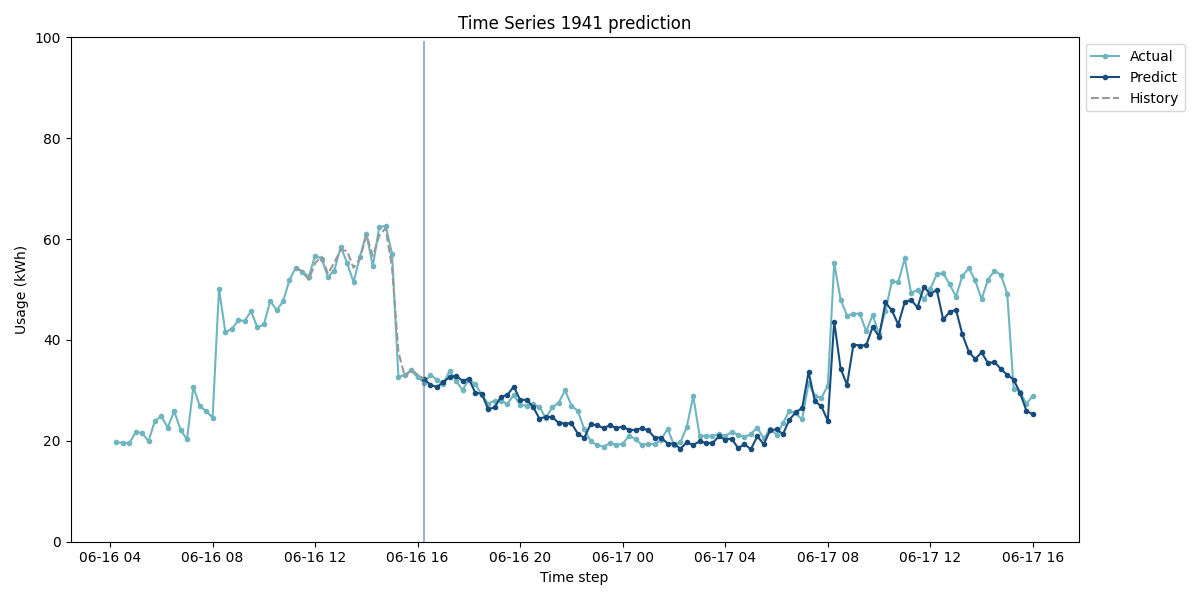 Time Series 1941 prediction
Usage (kWh)
100
80
60
40
20
0
06-16 04
06-16 08
06-16 12
06-16 16
06-16 20
06-17 00
06-17 04
06-17 08
06-17 12
06-17 16
Time step
Actual
Predict
History